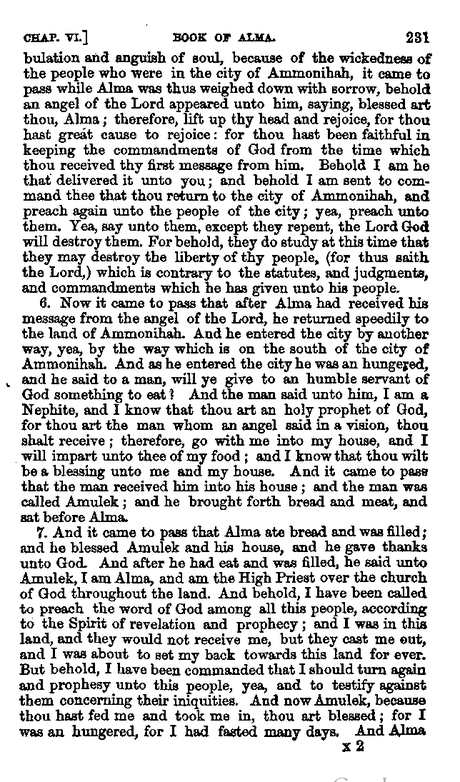 CHAP. VI.] BOOK OF ALMA. 231
bulation and anguish of soul, because of the wickedness of
the people who were in the city of Ammonihah, it came to
pass while Alma was thus weighed down with sorrow, behold
an angel of the Lord appeared unto him, saying, blessed art
thou, Alma; therefore, lift up thy head and rejoice, for thou
hast great cause to rejoice: for thou hast been faithful in
keeping the commandments of God from the time which
thou received thy first message from him. Behold I am he
that delivered it unto you; and behold I am sent to com-
mand thee that thou return to the city of Ammonihah, and
preach again unto the people of the city; yea, preach unto
them. Yea, say unto them, except they repent, the Lord God
will destroy them. For behold, they do study at this time that
they may destroy the liberty of thy people, (for thus saith
the Lord,) which is contrary to the statutes, and judgments,
and commandments which he has given unto his people.
6. Now it came to pass that after Alma had received his
message from the angel of the Lord, he returned speedily to
the land of Ammonihah. And he entered the city by another
way, yea, by the way which is on the south of the city of
Ammonihah. And as he entered the city he was an hungered,
and he said to a man, will ye give to an humble servant of
God something to eat? And the man said unto him, I am a
Nephite, and I know that thou art an holy prophet of God,
for thou art the man whom an angel said in a vision, thou
shalt receive; therefore, go with me into my house, and I
will impart unto thee of my food; and I know that thou wilt
be a blessing unto me and my house. And it came to pass
that the man received him into his house; and the man was
called Amulek; and he brought forth bread and meat, and
sat before Alma.
7. And it came to pass that Alma ate bread and was filled;
and he blessed Amulek and his house, and he gave thanks
unto God. And after he had eat and was filled, he said unto
Amulek, I am Alma, and am the High Priest over the church
of God throughout the land. And behold, I have been called
to preach the word of God among all this people, according
to the Spirit of revelation and prophecy; and I was in this
land, and they would not receive me, but they cast me out,
and I was about to set my back towards this land for ever.
But behold, I have been commanded that I should turn again
and prophesy unto this people, yea, and to testify against
them concerning their iniquities. And now Amulek, because
thou hast fed me and took me in, thou art blessed; for I
was an hungered, for I had fasted many days. And Alma
X 2